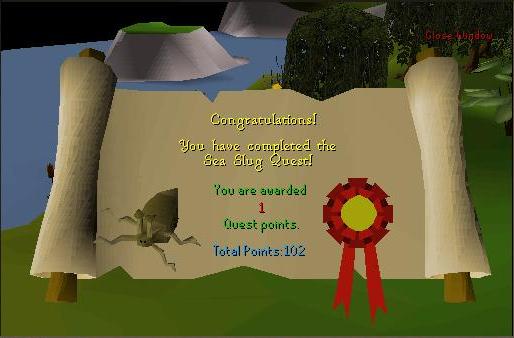 Close Window
Congratulations!
You have completed the
Sea Slug Quest!
You are awarded
1
Quest points.
Total Points:102